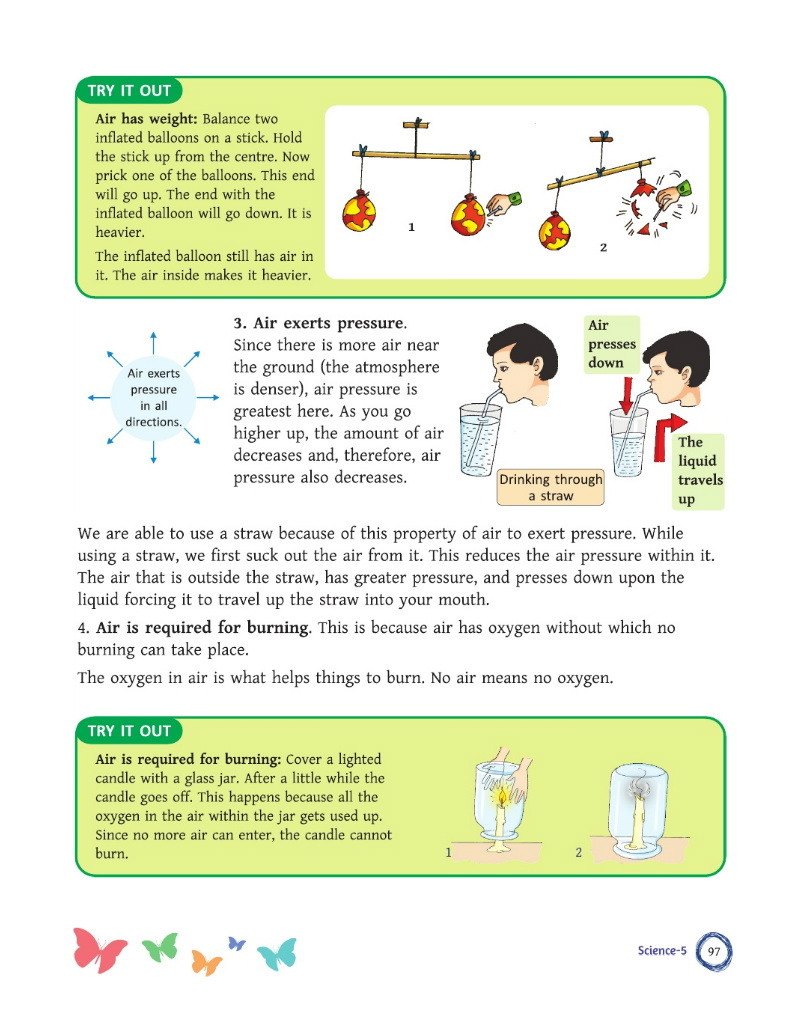 TRY IT OUT
Air has weight: Balance two
inflated balloons on a stick. Hold
the stick up from the centre. Now
prick one of the balloons. This end
will go up. The end with the
inflated balloon will go down. It is
heavier.
The inflated balloon still has air in
it. The air inside makes it heavier.
1
2
Air exerts
pressure
in all
directions.
3. Air exerts pressure.
Since there is more air near
the ground (the atmosphere
is denser), air pressure is
greatest here. As you go
higher up, the amount of air
decreases and, therefore, air
pressure also decreases.
Air
presses
down
The
liquid
travels
up
Drinking through
a straw
We are able to use a straw because of this property of air to exert pressure. While
using a straw, we first suck out the air from it. This reduces the air pressure within it.
The air that is outside the straw, has greater pressure, and presses down upon the
liquid forcing it to travel up the straw into your mouth.
4. Air is required for burning. This is because air has oxygen without which no
burning can take place.
The oxygen in air is what helps things to burn. No air means no oxygen.
TRY IT OUT
Air is required for burning: Cover a lighted
candle with a glass jar. After a little while the
candle goes off. This happens because all the
oxygen in the air within the jar gets used up.
Since no more air can enter, the candle cannot
burn.
1
2
Science-5
97